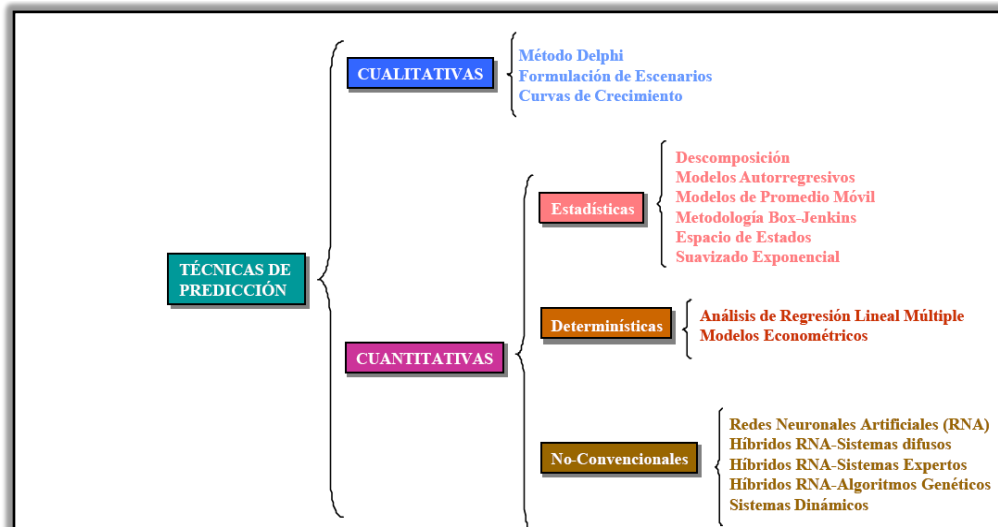 TÉCNICAS DE
PREDICCIÓN
CUALITATIVAS
Método Delphi
Formulación de Escenarios
Curvas de Crecimiento
CUANTITATIVAS
Estadísticas
Descomposición
Modelos Autorregresivos
Modelos de Promedio Móvil
Metodología Box-Jenkins
Espacio de Estados
Suavizado Exponencial
Determinísticas
Análisis de Regresión Lineal Múltiple
Modelos Econométricos
No-Convencionales
Redes Neuronales Artificiales (RNA)
Híbridos RNA-Sistemas difusos
Híbridos RNA-Sistemas Expertos
Híbridos RNA-Algoritmos Genéticos
Sistemas Dinámicos